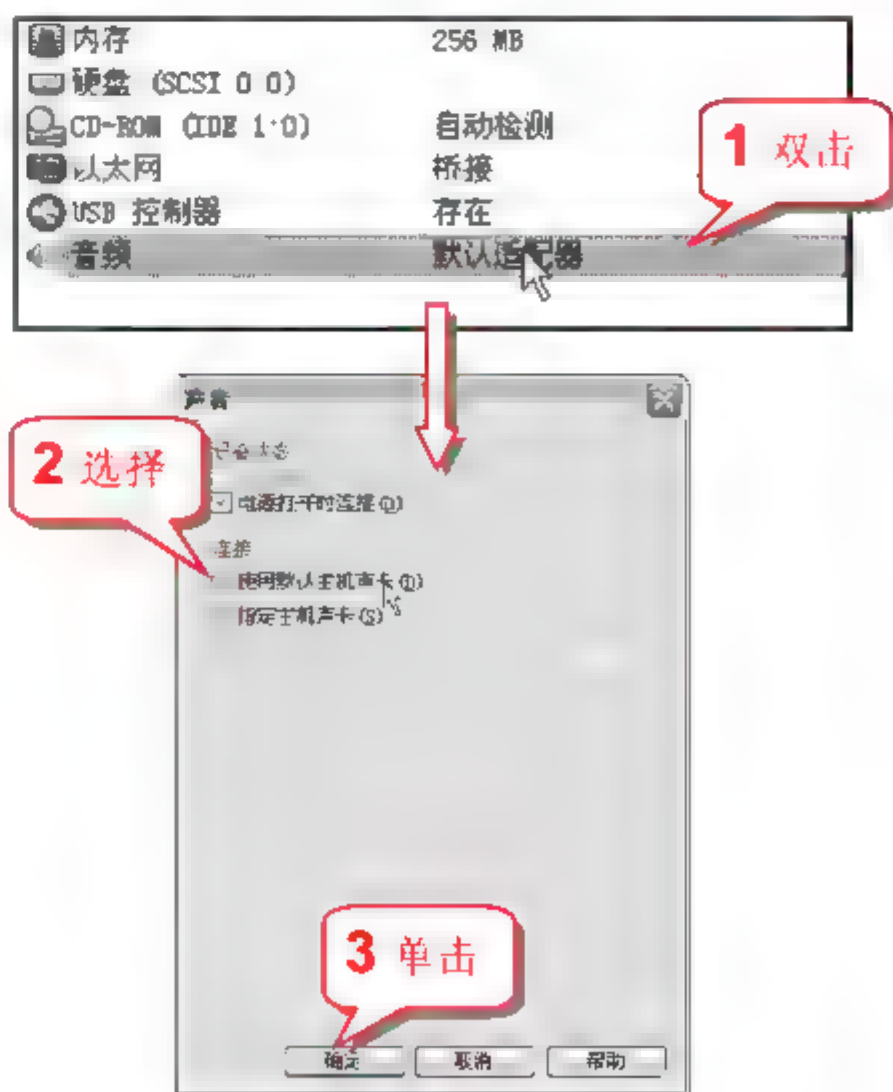 内存 256 MB
硬盘 (SCSI 0 0)
CD-ROM (IDE 1:0) 自动检测
以太网 桥接
USB 控制器 存在
音频 默认适配器
1 双击
声音
2 选择
设备状态
电源打开时连接(O)
连接
使用默认主机声卡(D)
指定主机声卡(S)
3 单击
确定 取消 帮助